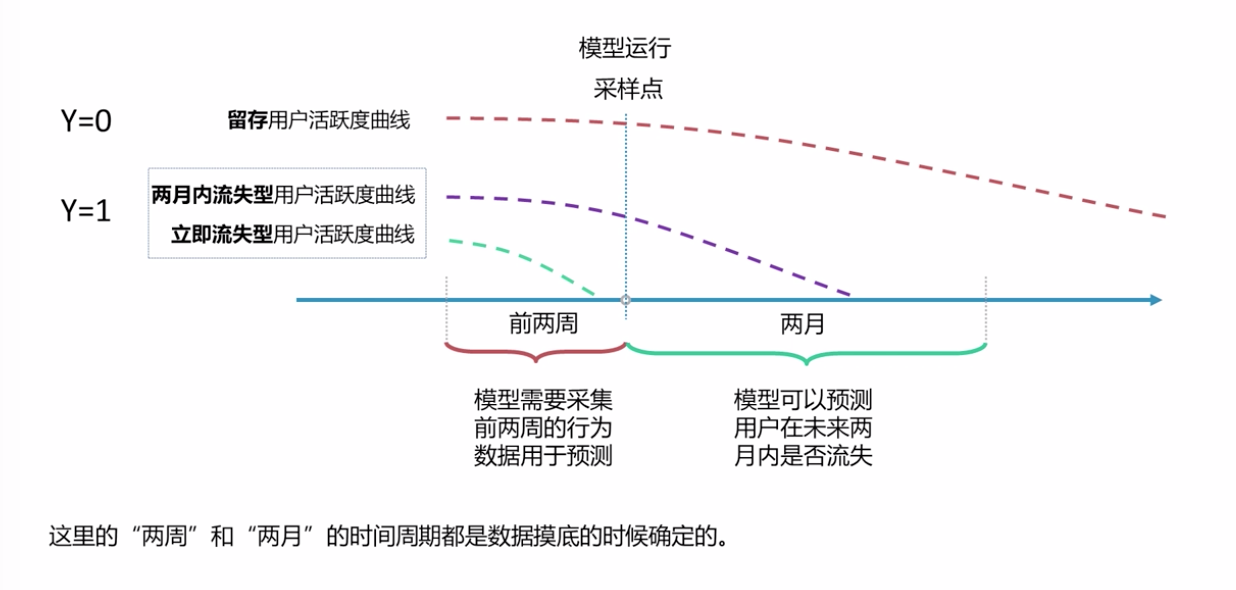 模型运行
采样点
Y=0
留存用户活跃度曲线
Y=1
两月内流失型用户活跃度曲线
立即流失型用户活跃度曲线
前两周
两月
模型需要采集
前两周的行为
数据用于预测
模型可以预测
用户在未来两
月内是否流失
这里的“两周”和“两月”的时间周期都是数据摸底的时候确定的。